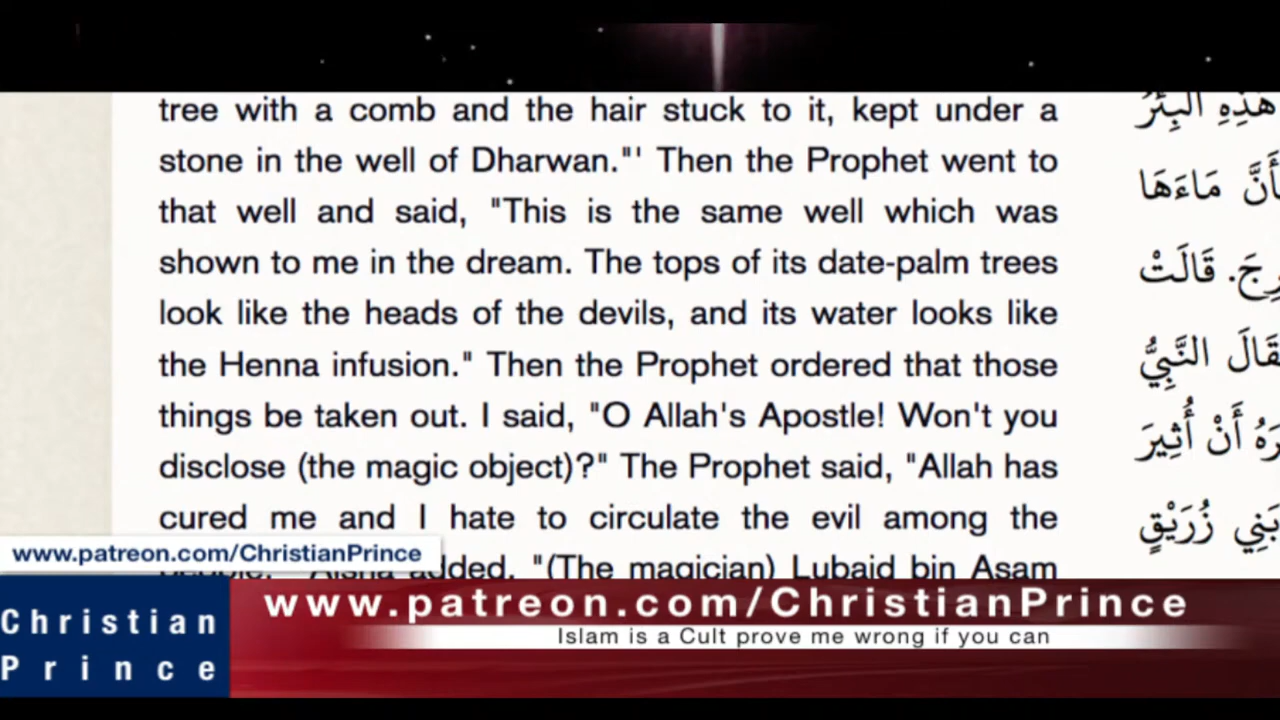 tree with a comb and the hair stuck to it, kept under a
stone in the well of Dharwan."' Then the Prophet went to
that well and said, "This is the same well which was
shown to me in the dream. The tops of its date-palm trees
look like the heads of the devils, and its water looks like
the Henna infusion." Then the Prophet ordered that those
things be taken out. I said, "O Allah's Apostle! Won't you
disclose (the magic object)?" The Prophet said, "Allah has
cured me and I hate to circulate the evil among the
added, "(The magician) Lubaid bin Asam
هَذِهِ الْبِئْرُ
مَاءَهَا
قَالَتْ
النَّبِيُّ
أَنْ أُثِيرَ
بَنِي زُرَيْقٍ
www.patreon.com/ChristianPrince
Christian
Prince
www.patreon.com/ChristianPrince
Islam is a Cult prove me wrong if you can